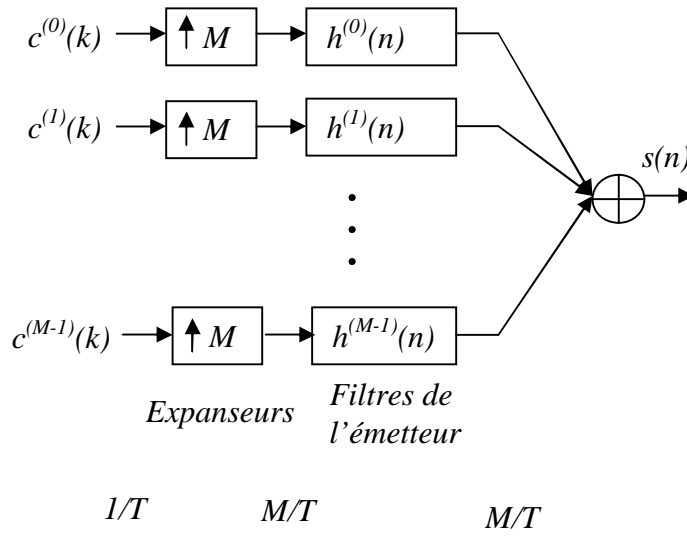 c^(0)(k) ↑ M h^(0)(n)
c^(1)(k) ↑ M h^(1)(n)
s(n)
c^(M-1)(k) ↑ M h^(M-1)(n)
Expanseurs
Filtres de
l'émetteur
1/T M/T M/T